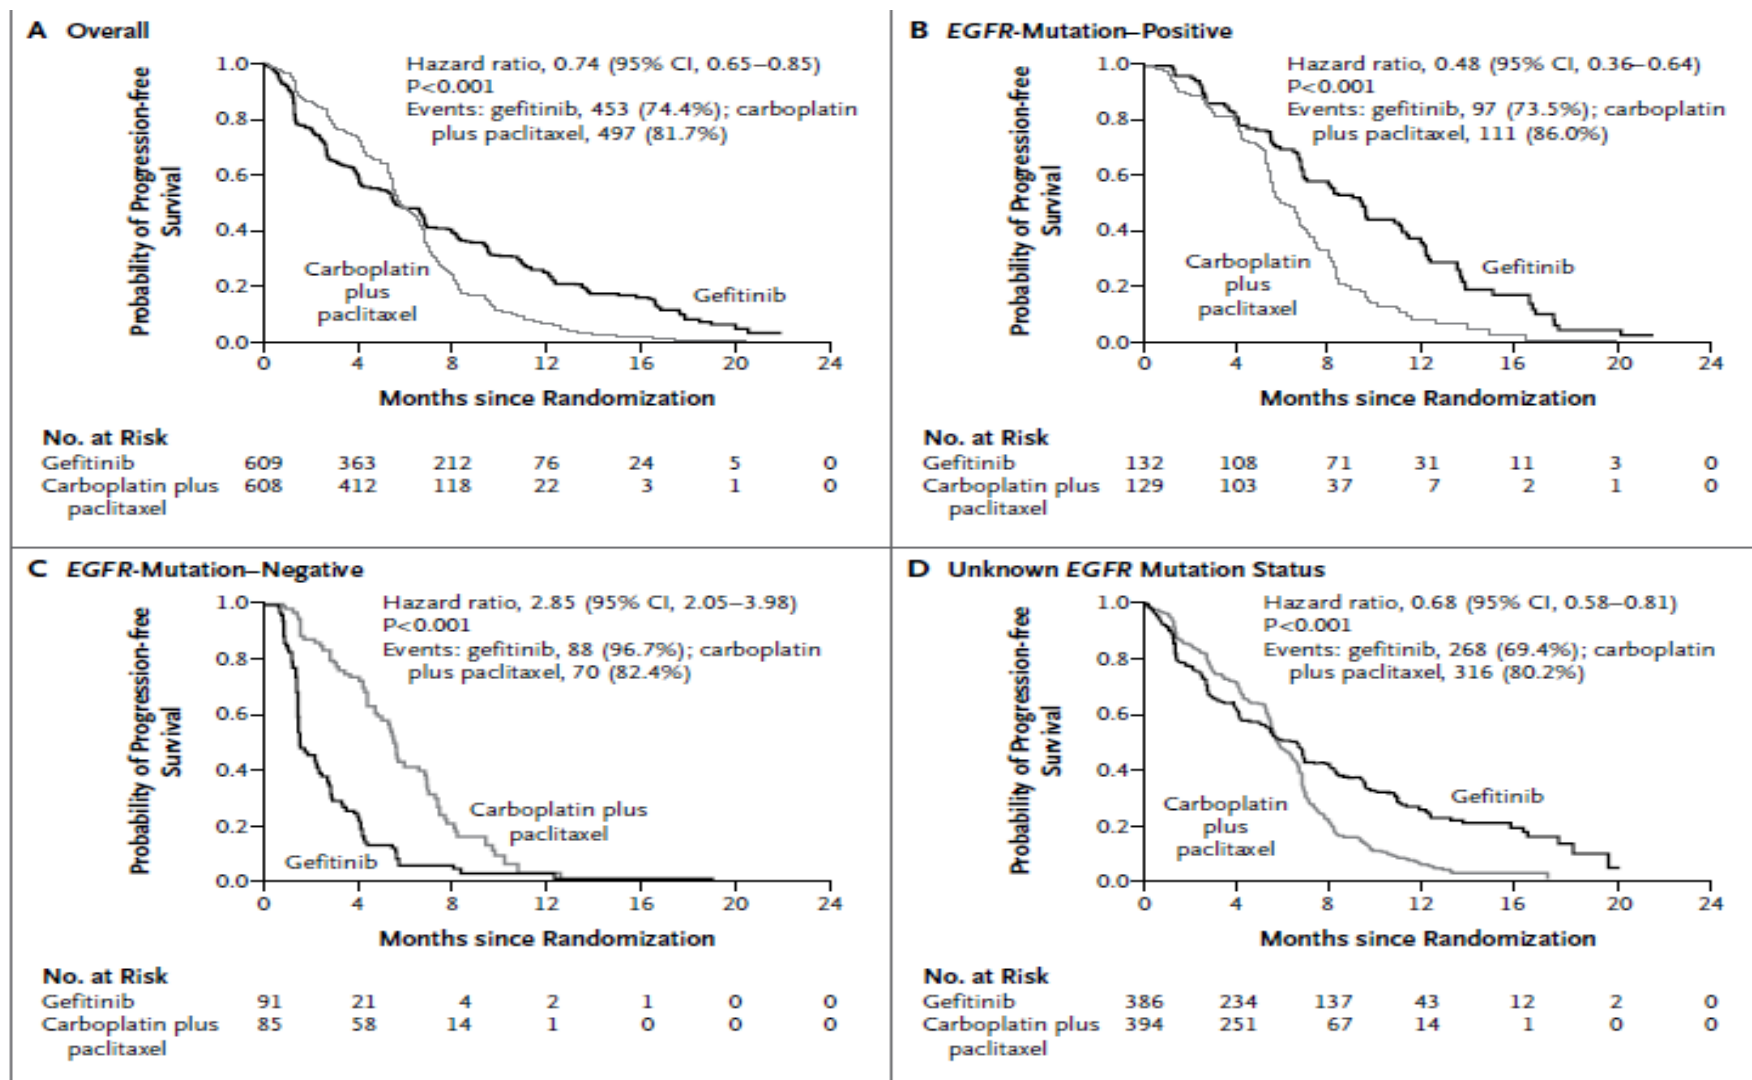 A Overall
Probability of Progression-free
Survival
1.0
0.8
0.6
0.4
0.2
0.0
Hazard ratio, 0.74 (95% CI, 0.65–0.85)
P<0.001
Events: gefitinib, 453 (74.4%); carboplatin
plus paclitaxel, 497 (81.7%)
Carboplatin
plus
paclitaxel
Gefitinib
0 4 8 12 16 20 24
Months since Randomization
No. at Risk
Gefitinib 609 363 212 76 24 5 0
Carboplatin plus 608 412 118 22 3 1 0
paclitaxel
B EGFR-Mutation–Positive
Probability of Progression-free
Survival
1.0
0.8
0.6
0.4
0.2
0.0
Hazard ratio, 0.48 (95% CI, 0.36–0.64)
P<0.001
Events: gefitinib, 97 (73.5%); carboplatin
plus paclitaxel, 111 (86.0%)
Carboplatin
plus
paclitaxel
Gefitinib
0 4 8 12 16 20 24
Months since Randomization
No. at Risk
Gefitinib 132 108 71 31 11 3 0
Carboplatin plus 129 103 37 7 2 1 0
paclitaxel
C EGFR-Mutation–Negative
Probability of Progression-free
Survival
1.0
0.8
0.6
0.4
0.2
0.0
Hazard ratio, 2.85 (95% CI, 2.05–3.98)
P<0.001
Events: gefitinib, 88 (96.7%); carboplatin
plus paclitaxel, 70 (82.4%)
Carboplatin plus
paclitaxel
Gefitinib
0 4 8 12 16 20 24
Months since Randomization
No. at Risk
Gefitinib 91 21 4 2 1 0 0
Carboplatin plus 85 58 14 1 0 0 0
paclitaxel
D Unknown EGFR Mutation Status
Probability of Progression-free
Survival
1.0
0.8
0.6
0.4
0.2
0.0
Hazard ratio, 0.68 (95% CI, 0.58–0.81)
P<0.001
Events: gefitinib, 268 (69.4%); carboplatin
plus paclitaxel, 316 (80.2%)
Carboplatin
plus
paclitaxel
Gefitinib
0 4 8 12 16 20 24
Months since Randomization
No. at Risk
Gefitinib 386 234 137 43 12 2 0
Carboplatin plus 394 251 67 14 1 0 0
paclitaxel